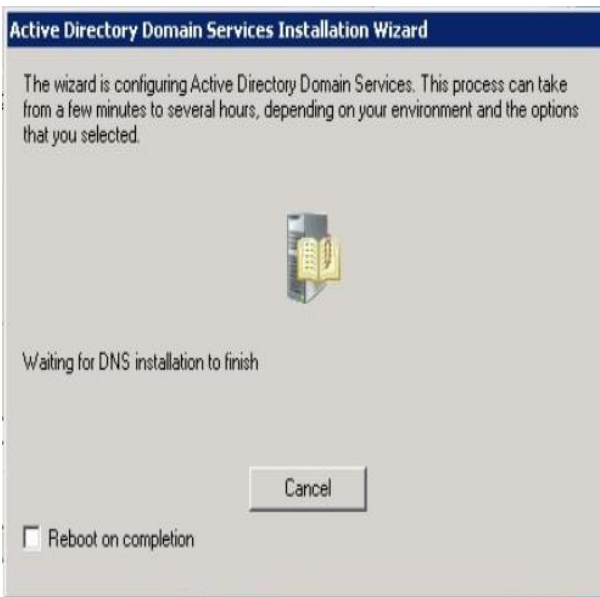 Active Directory Domain Services Installation Wizard
The wizard is configuring Active Directory Domain Services. This process can take
from a few minutes to several hours, depending on your environment and the options
that you selected.
Waiting for DNS installation to finish
Cancel
Reboot on completion